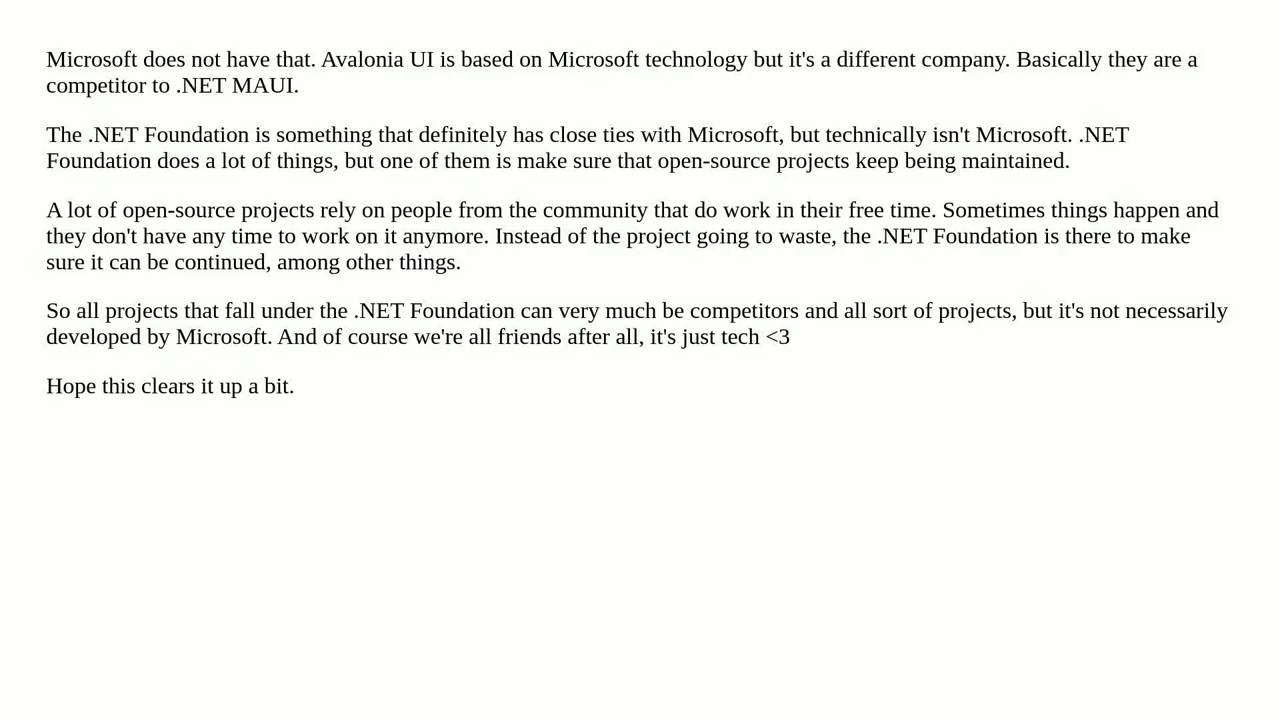 Microsoft does not have that. Avalonia UI is based on Microsoft technology but it's a different company. Basically they are a
competitor to .NET MAUI.
The .NET Foundation is something that definitely has close ties with Microsoft, but technically isn't Microsoft. .NET
Foundation does a lot of things, but one of them is make sure that open-source projects keep being maintained.
A lot of open-source projects rely on people from the community that do work in their free time. Sometimes things happen and
they don't have any time to work on it anymore. Instead of the project going to waste, the .NET Foundation is there to make
sure it can be continued, among other things.
So all projects that fall under the .NET Foundation can very much be competitors and all sort of projects, but it's not necessarily
developed by Microsoft. And of course we're all friends after all, it's just tech <3
Hope this clears it up a bit.